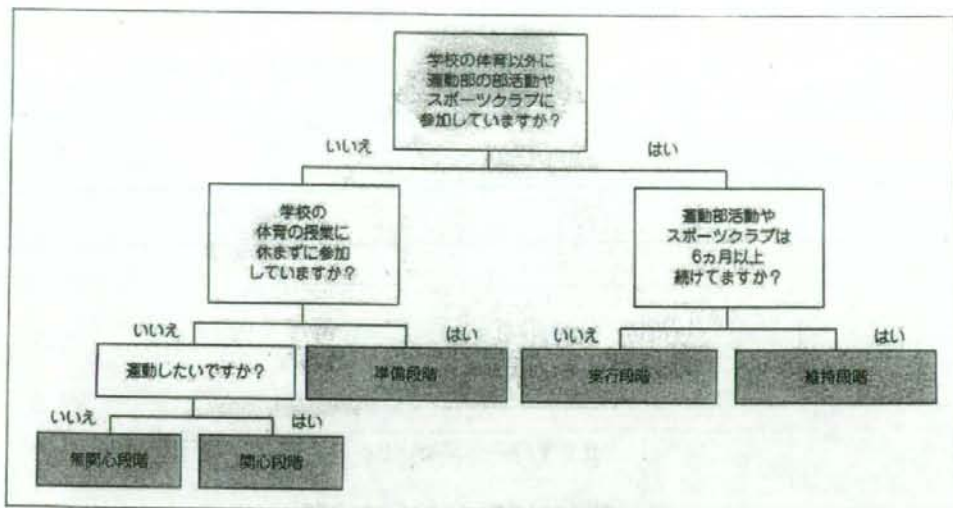 学校の体育以外に
運動部の部活動や
スポーツクラブに
参加していますか？
いいえ
はい
学校の
体育の授業に
休まずに参加
していますか？
運動部活動や
スポーツクラブは
6ヵ月以上
続けてますか？
いいえ
はい
いいえ
はい
運動したいですか？
準備段階
実行段階
維持段階
いいえ
はい
無関心段階
関心段階